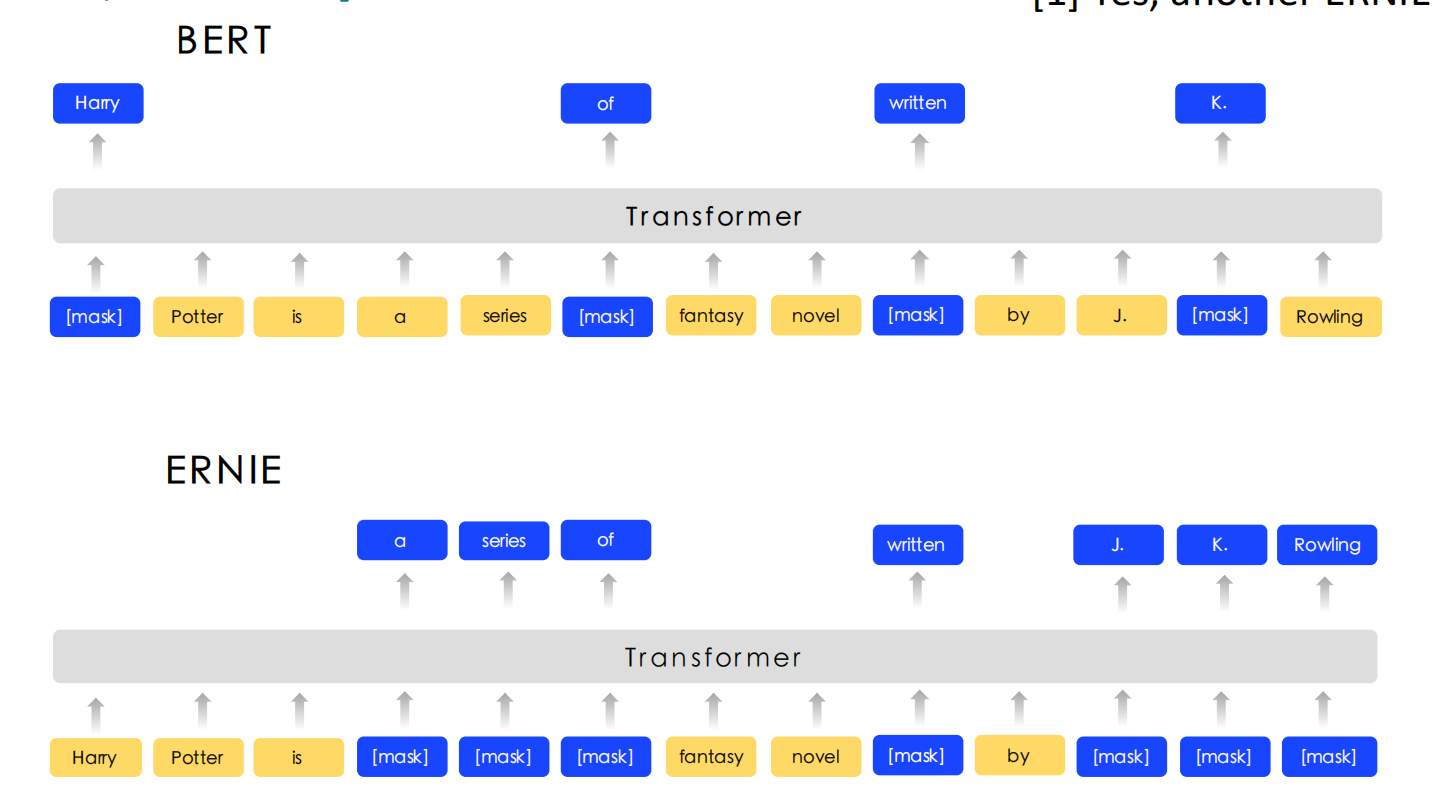 [1] Yes, another ERNIE
BERT
Harry of written K.
Transformer
[mask] Potter is a series [mask] fantasy novel [mask] by J. [mask] Rowling
ERNIE
a series of written J. K. Rowling
Transformer
Harry Potter is [mask] [mask] [mask] fantasy novel [mask] by [mask] [mask] [mask]